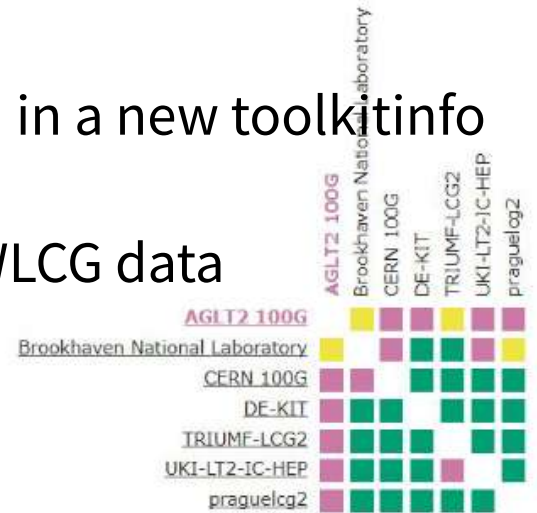 in a new toolkitinfo
WLCG data
AGLT2 100G
Brookhaven National Laboratory
CERN 100G
DE-KIT
TRIUMF-LCG2
UKI-LT2-IC-HEP
praguelcg2
AGLT2 100G
Brookhaven National Laboratory
CERN 100G
DE-KIT
TRIUMF-LCG2
UKI-LT2-IC-HEP
praguelcg2